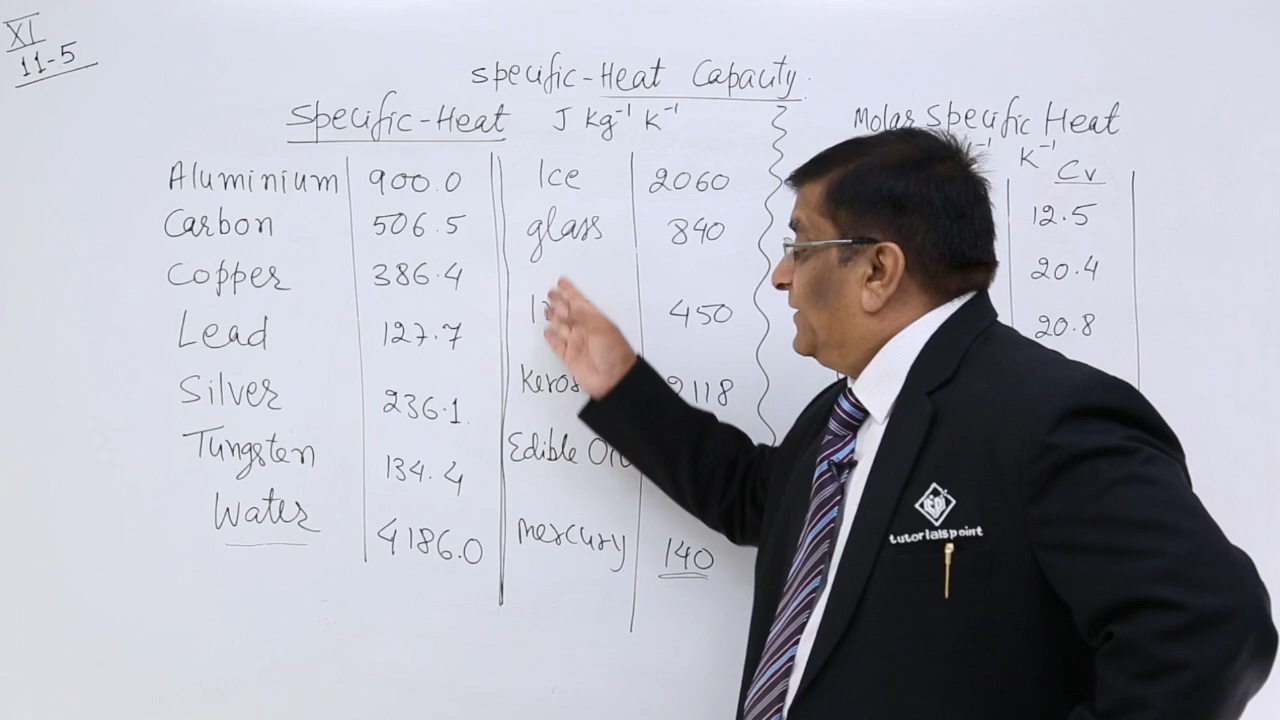 XI
11-5
Specific-Heat Capacity
Specific-Heat J Kg⁻¹ K⁻¹
Aluminium 900.0
Carbon 506.5
Copper 386.4
Lead 127.7
Silver 236.1
Tungsten 134.4
Water 4186.0
Ice 2060
glass 840
450
118
Edible
Mercury 140
Molar Specific Heat
K⁻¹
Cv
12.5
20.4
20.8
tutorialspoint